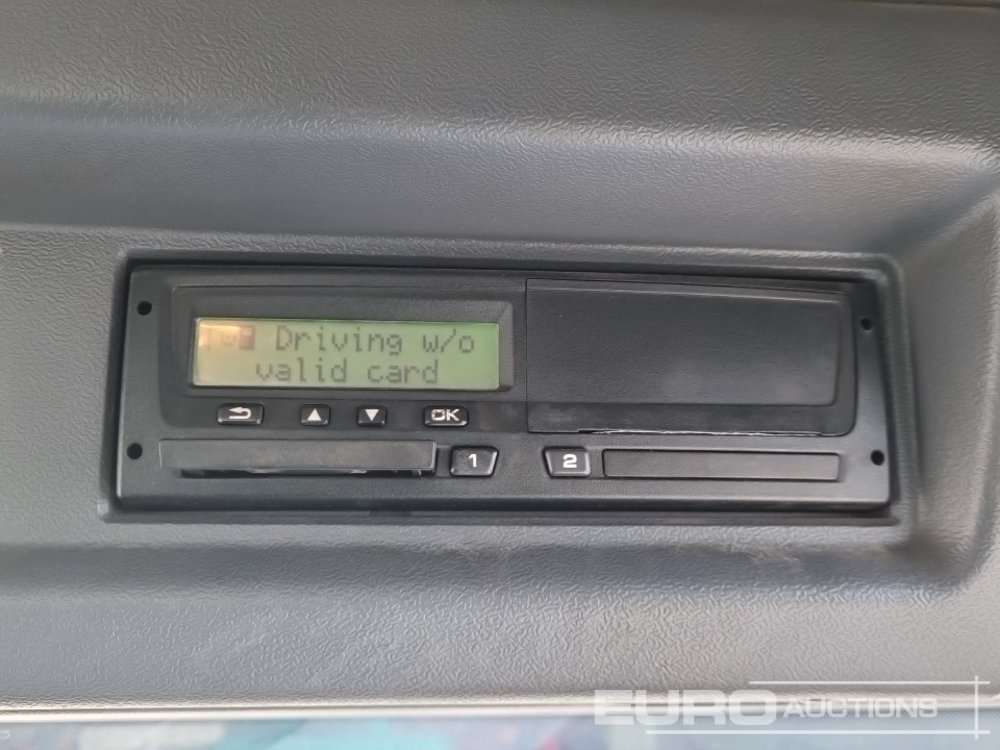 Driving w/o
valid card
OK
1
2
EURO AUCTIONS